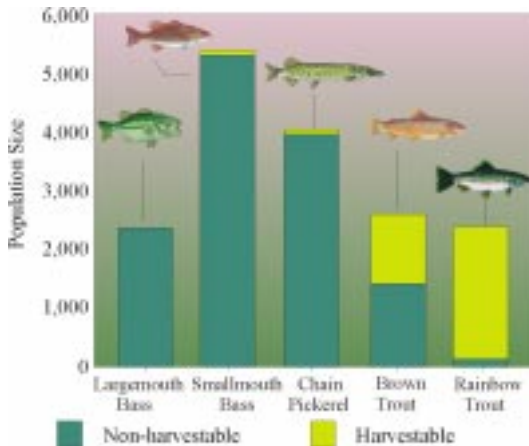 Population Size
6,000
5,000
4,000
3,000
2,000
1,000
0
Largemouth Bass
Smallmouth Bass
Chain Pickerel
Brown Trout
Rainbow Trout
Non-harvestable
Harvestable